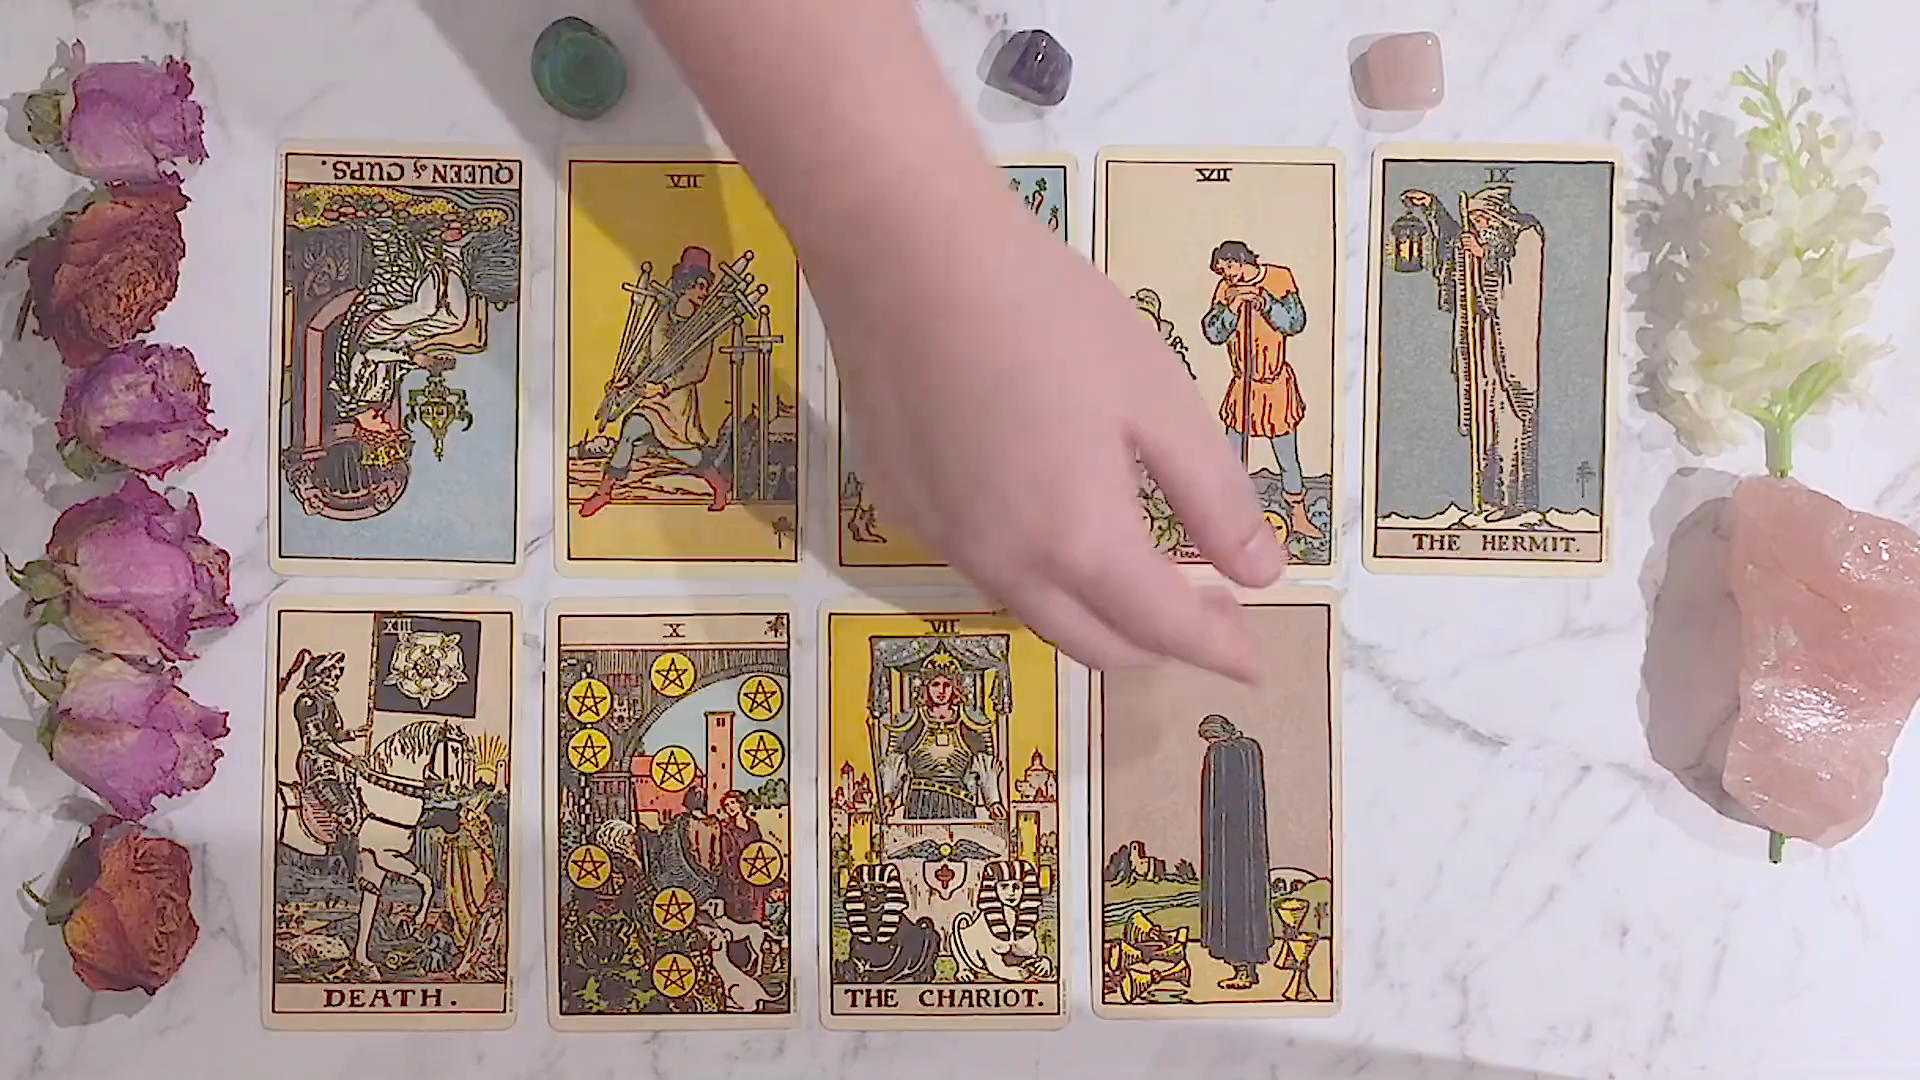 QUEEN of CUPS.
VII
VII
IX
THE HERMIT.
XIII
DEATH.
X
VII
THE CHARIOT.